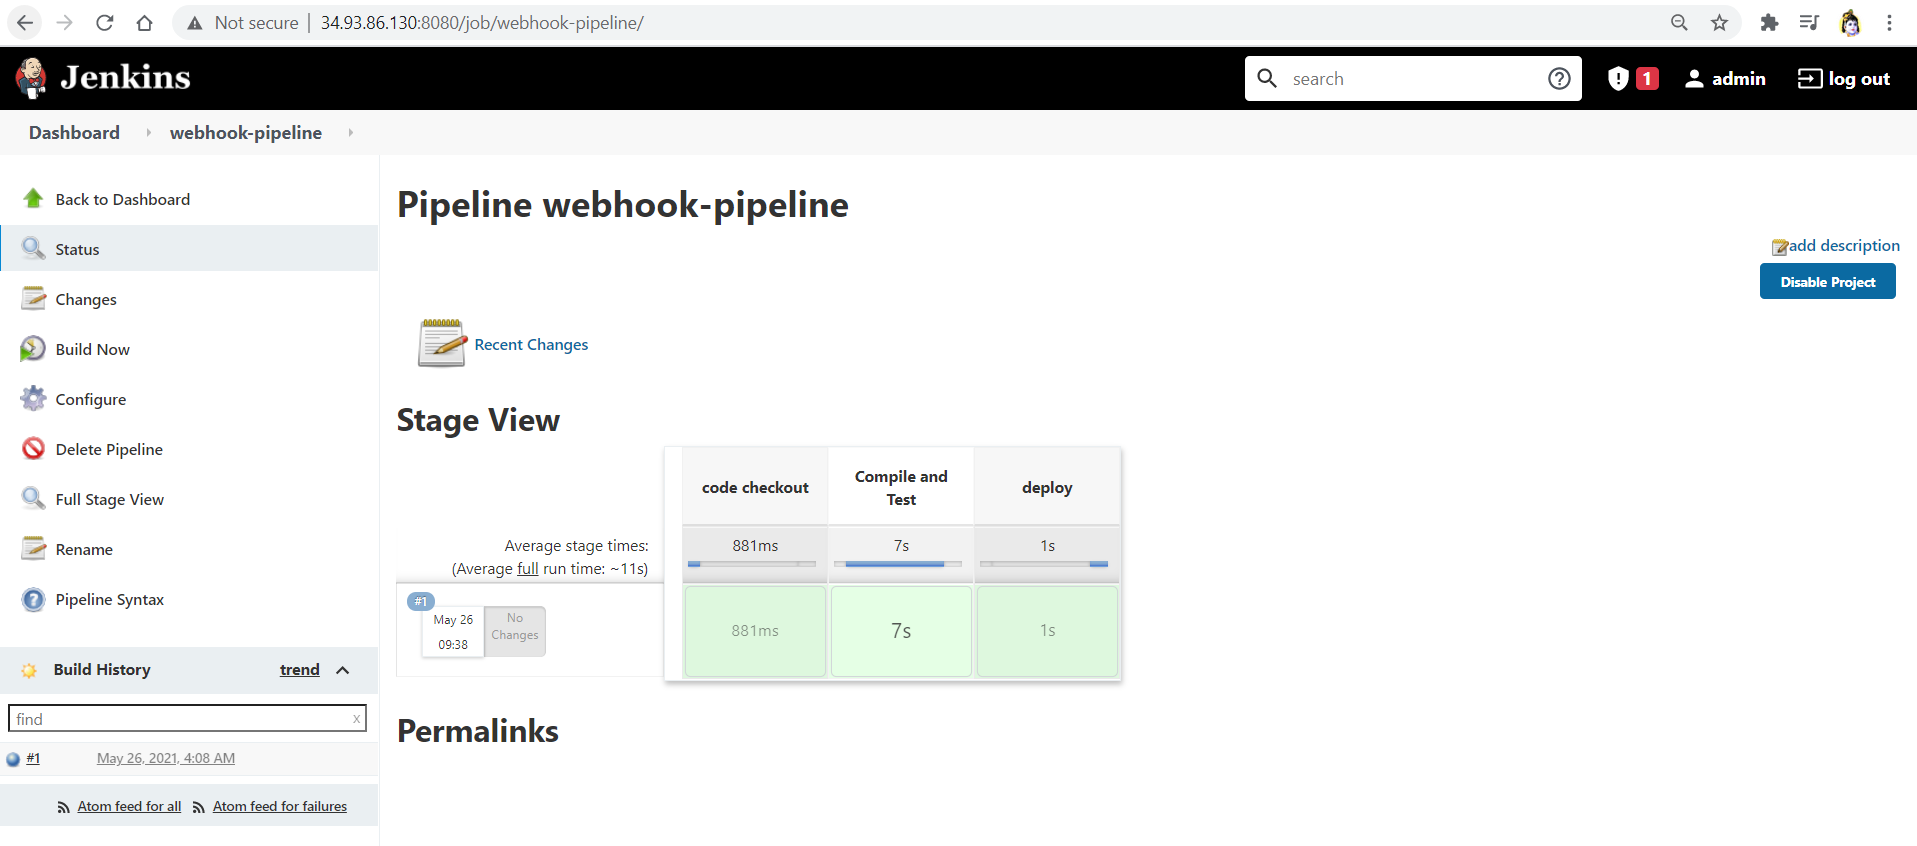 Not secure | 34.93.86.130:8080/job/webhook-pipeline/
Jenkins
search
1
admin
log out
Dashboard
webhook-pipeline
Back to Dashboard
Status
Changes
Build Now
Configure
Delete Pipeline
Full Stage View
Rename
Pipeline Syntax
Build History
trend
find
x
#1
May 26, 2021, 4:08 AM
Atom feed for all
Atom feed for failures
Pipeline webhook-pipeline
add description
Disable Project
Recent Changes
Stage View
code checkout
Compile and
Test
deploy
Average stage times:
(Average full run time: ~11s)
881ms
7s
1s
#1
May 26
09:38
No
Changes
881ms
7s
1s
Permalinks